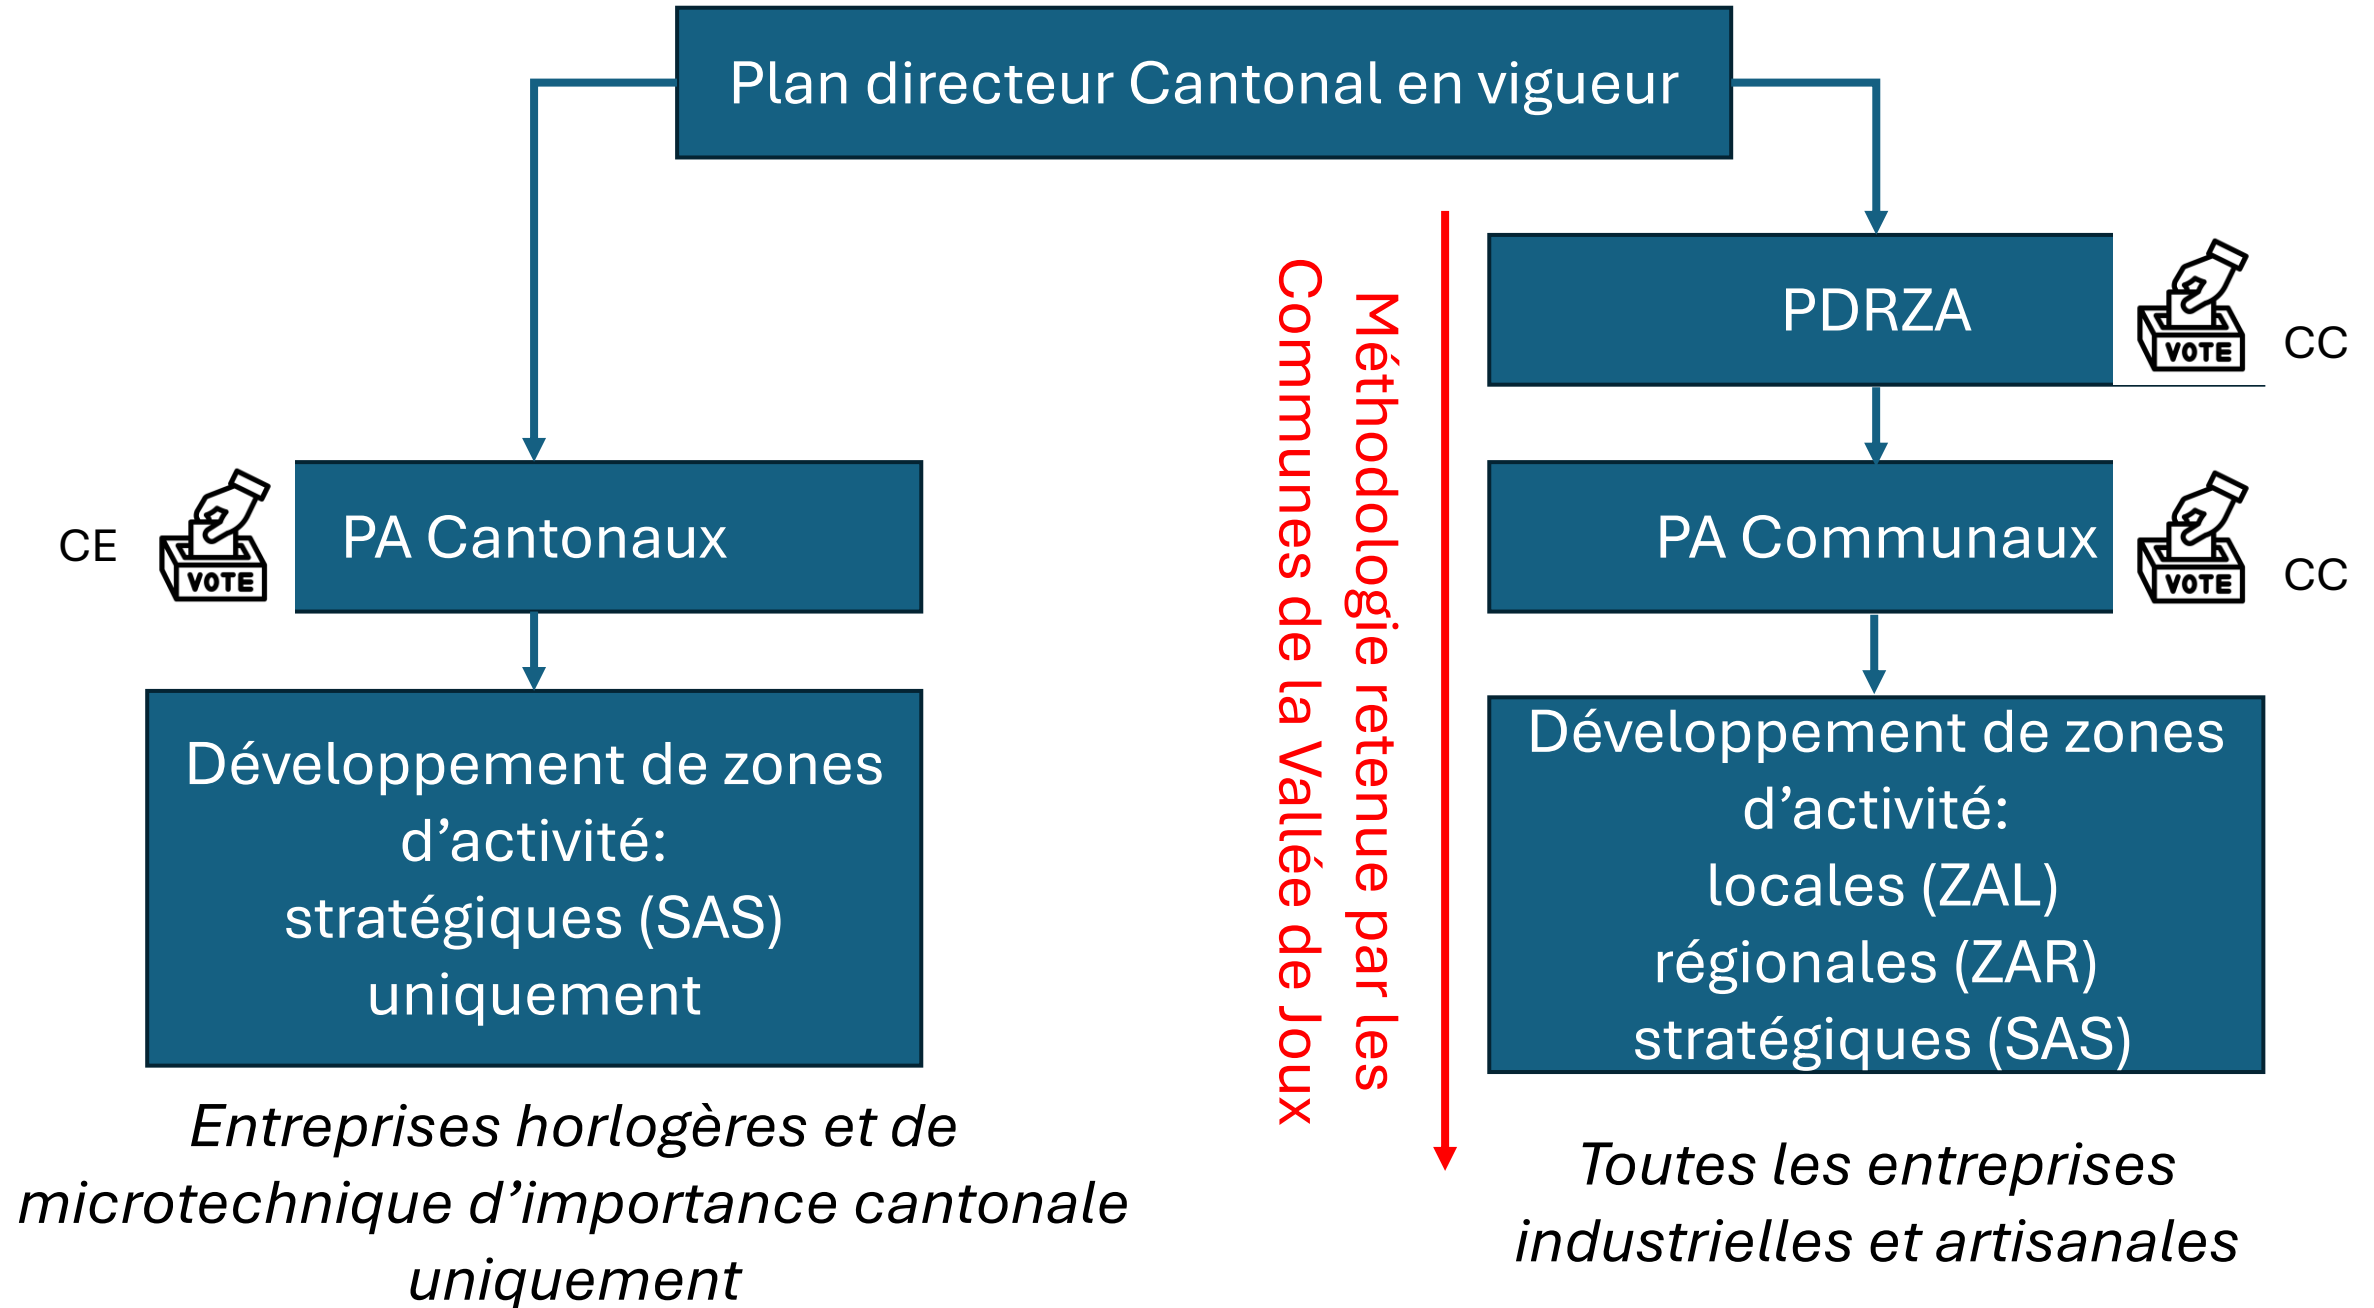 Plan directeur Cantonal en vigueur
PDRZA
VOTE
CC
Méthodologie retenue par les
Communes de la Vallée de Joux
CE
VOTE
PA Cantonaux
PA Communaux
VOTE
CC
Développement de zones
d’activité:
stratégiques (SAS)
uniquement
Développement de zones
d’activité:
locales (ZAL)
régionales (ZAR)
stratégiques (SAS)
Entreprises horlogères et de
microtechnique d’importance cantonale
uniquement
Toutes les entreprises
industrielles et artisanales